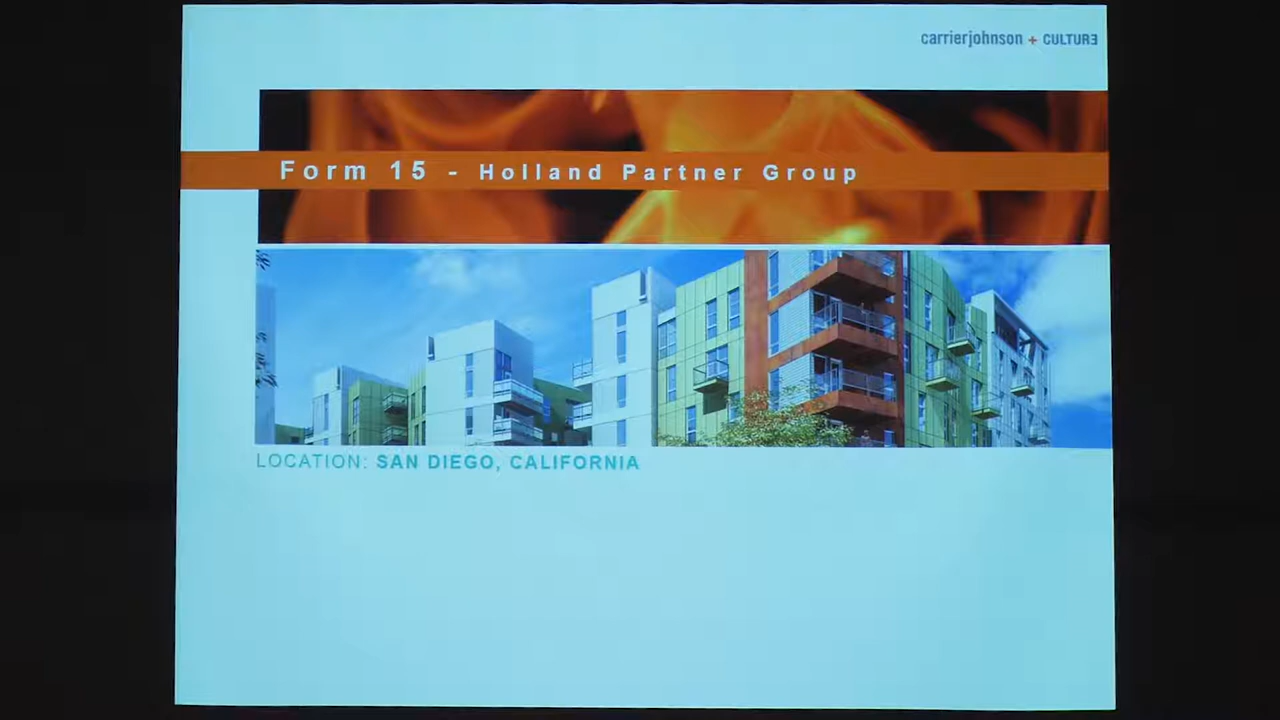 carrierjohnson + CULTURE
Form 15 - Holland Partner Group
LOCATION: SAN DIEGO, CALIFORNIA